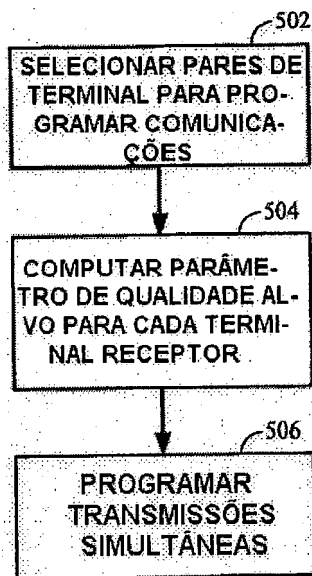 502
SELECIONAR PARES DE
TERMINAL PARA PRO-
GRAMAR COMUNICA-
ÇÕES
504
COMPUTAR PARÂME-
TRO DE QUALIDADE AL-
VO PARA CADA TERMI-
NAL RECEPTOR
506
PROGRAMAR
TRANSMISSÕES
SIMULTÂNEAS